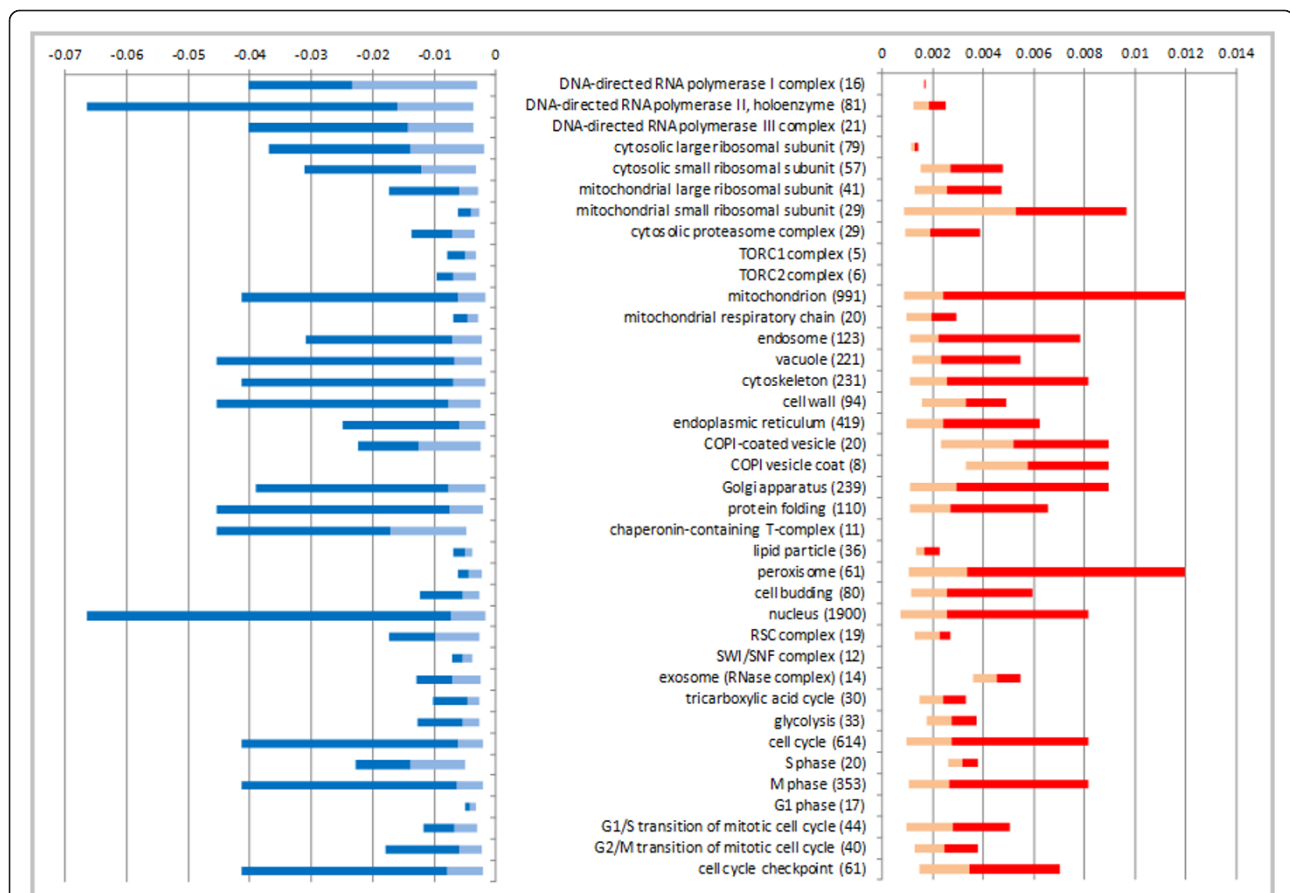 -0.07 -0.06 -0.05 -0.04 -0.03 -0.02 -0.01 0 0 0.002 0.004 0.006 0.008 0.01 0.012 0.014
DNA-directed RNA polymerase I complex (16)
DNA-directed RNA polymerase II, holoenzyme (81)
DNA-directed RNA polymerase III complex (21)
cytosolic large ribosomal subunit (79)
cytosolic small ribosomal subunit (57)
mitochondrial large ribosomal subunit (41)
mitochondrial small ribosomal subunit (29)
cytosolic proteasome complex (29)
TORC1 complex (5)
TORC2 complex (6)
mitochondrion (991)
mitochondrial respiratory chain (20)
endosome (123)
vacuole (221)
cytoskeleton (231)
cell wall (94)
endoplasmic reticulum (419)
COPI-coated vesicle (20)
COPI vesicle coat (8)
Golgi apparatus (239)
protein folding (110)
chaperonin-containing T-complex (11)
lipid particle (36)
peroxisome (61)
cell budding (80)
nucleus (1900)
RSC complex (19)
SWI/SNF complex (12)
exosome (RNase complex) (14)
tricarboxylic acid cycle (30)
glycolysis (33)
cell cycle (614)
S phase (20)
M phase (353)
G1 phase (17)
G1/S transition of mitotic cell cycle (44)
G2/M transition of mitotic cell cycle (40)
cell cycle checkpoint (61)